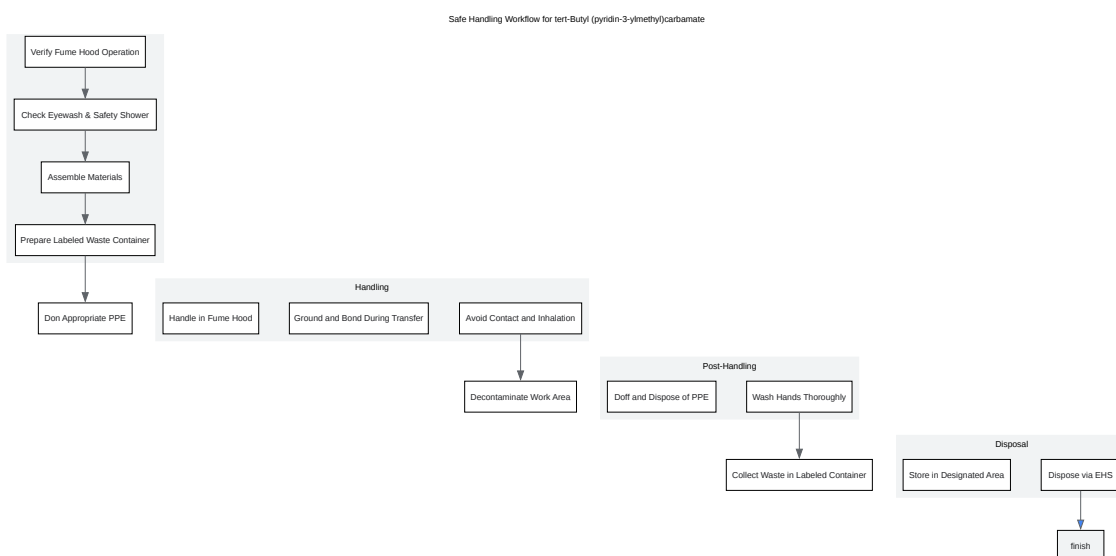 Safe Handling Workflow for tert-Butyl (pyridin-3-ylmethyl)carbamate
Verify Fume Hood Operation
Check Eyewash & Safety Shower
Assemble Materials
Prepare Labeled Waste Container
Handling
Don Appropriate PPE
Handle in Fume Hood
Ground and Bond During Transfer
Avoid Contact and Inhalation
Post-Handling
Decontaminate Work Area
Doff and Dispose of PPE
Wash Hands Thoroughly
Disposal
Collect Waste in Labeled Container
Store in Designated Area
Dispose via EHS
finish